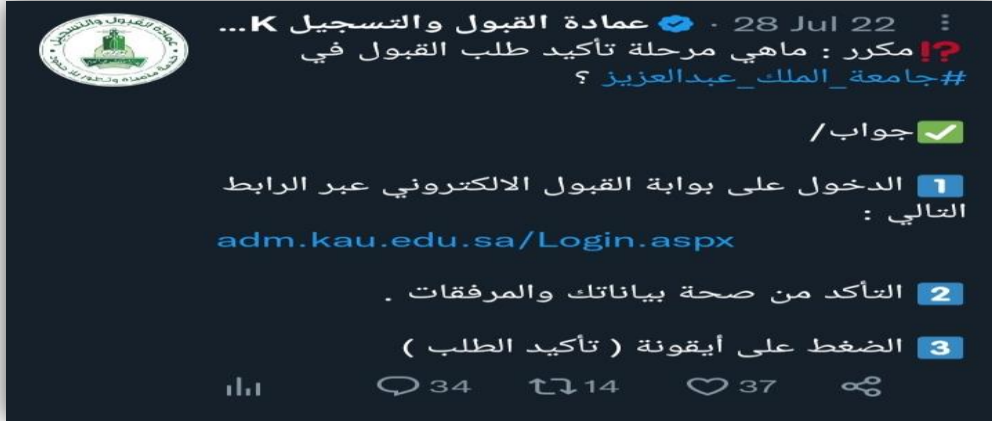 عمادة القبول والتسجيل K... · 28 Jul 22
⁉️مكرر : ماهي مرحلة تأكيد طلب القبول في
#جامعة_الملك_عبدالعزيز ؟
✅جواب/
1️⃣ الدخول على بوابة القبول الالكتروني عبر الرابط
التالي :
adm.kau.edu.sa/Login.aspx
2️⃣ التأكد من صحة بياناتك والمرفقات .
3️⃣ الضغط على أيقونة ( تأكيد الطلب )
34 14 37